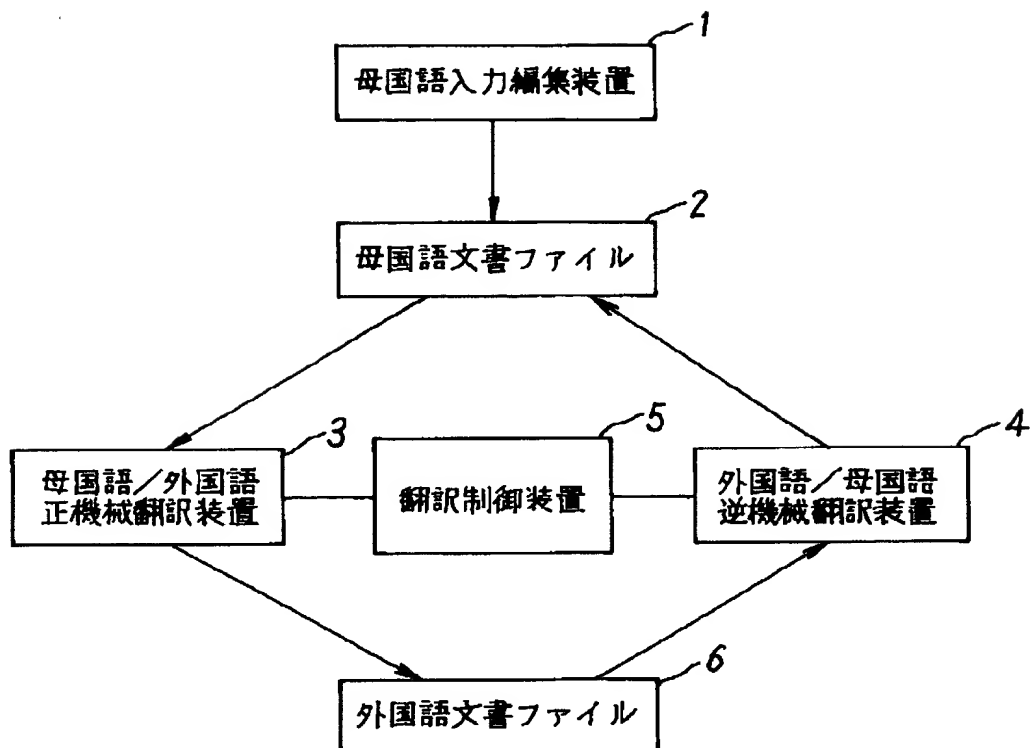 1
母国語入力編集装置
2
母国語文書ファイル
3
母国語／外国語
正機械翻訳装置
5
翻訳制御装置
4
外国語／母国語
逆機械翻訳装置
6
外国語文書ファイル